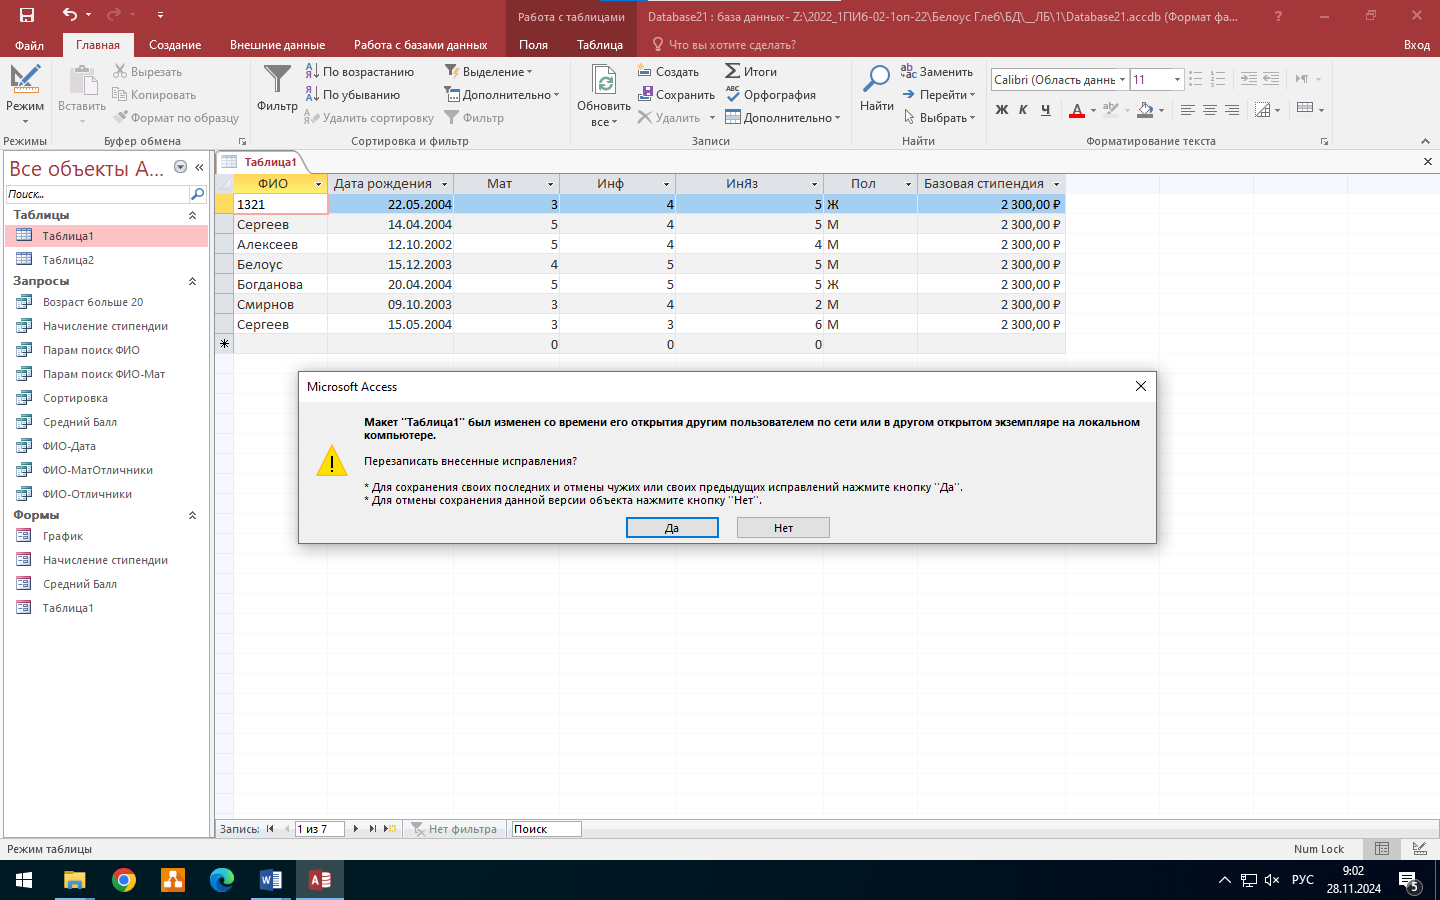 Работа с таблицами
Database21 : база данных- Z:\2022_1ПИб-02-1оп-22\Белоус Глеб\БД\__ЛБ\1\Database21.accdb (Формат фа...
?
Файл
Главная
Создание
Внешние данные
Работа с базами данных
Поля
Таблица
Что вы хотите сделать?
Вход
Режим
Режимы
Вставить
Вырезать
Копировать
Формат по образцу
Буфер обмена
Фильтр
По возрастанию
По убыванию
Удалить сортировку
Выделение
Дополнительно
Фильтр
Сортировка и фильтр
Обновить
все
Создать
Сохранить
Удалить
Итоги
Орфография
Дополнительно
Записи
Найти
Заменить
Перейти
Выбрать
Найти
Calibri (Область данн
11
Ж К Ч
А
Форматирование текста
Все объекты A...
Поиск...
Таблицы
Таблица1
Таблица2
Запросы
Возраст больше 20
Начисление стипендии
Парам поиск ФИО
Парам поиск ФИО-Мат
Сортировка
Средний Балл
ФИО-Дата
ФИО-МатОтличники
ФИО-Отличники
Формы
График
Начисление стипендии
Средний Балл
Таблица1
Таблица1
ФИО Дата рождения Мат Инф ИнЯз Пол Базовая стипендия
1321 22.05.2004 3 4 5 Ж 2 300,00 ₽
Сергеев 14.04.2004 5 4 5 М 2 300,00 ₽
Алексеев 12.10.2002 5 4 4 М 2 300,00 ₽
Белоус 15.12.2003 4 5 5 М 2 300,00 ₽
Богданова 20.04.2004 5 5 5 Ж 2 300,00 ₽
Смирнов 09.10.2003 3 4 2 М 2 300,00 ₽
Сергеев 15.05.2004 3 3 6 М 2 300,00 ₽
* 0 0 0
Microsoft Access
Макет "Таблица1" был изменен со времени его открытия другим пользователем по сети или в другом открытом экземпляре на локальном
компьютере.
Перезаписать внесенные исправления?
* Для сохранения своих последних и отмены чужих или своих предыдущих исправлений нажмите кнопку "Да".
* Для отмены сохранения данной версии объекта нажмите кнопку "Нет".
Да
Нет
Запись:
1 из 7
Нет фильтра
Поиск
Режим таблицы
Num Lock
РУС
9:02
28.11.2024
5